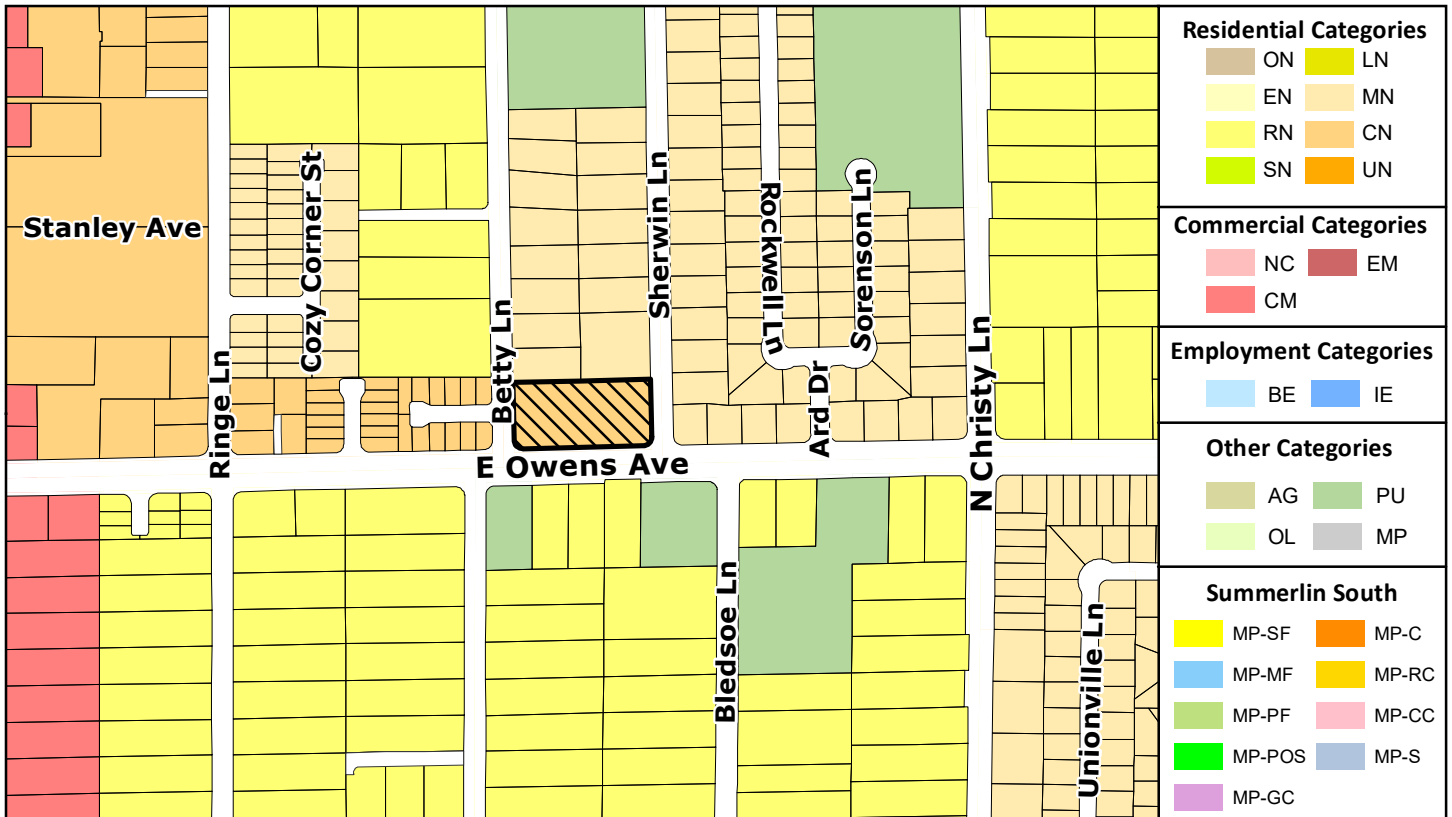 Stanley Ave
Cozy Corner St
Ringe Ln
Betty Ln
Sherwin Ln
Rockwell Ln
Sorenson Ln
Ard Dr
N Christy Ln
E Owens Ave
Bledsoe Ln
Unionville Ln
Residential Categories
ON LN
EN MN
RN CN
SN UN
Commercial Categories
NC EM
CM
Employment Categories
BE IE
Other Categories
AG PU
OL MP
Summerlin South
MP-SF MP-C
MP-MF MP-RC
MP-PF MP-CC
MP-POS MP-S
MP-GC